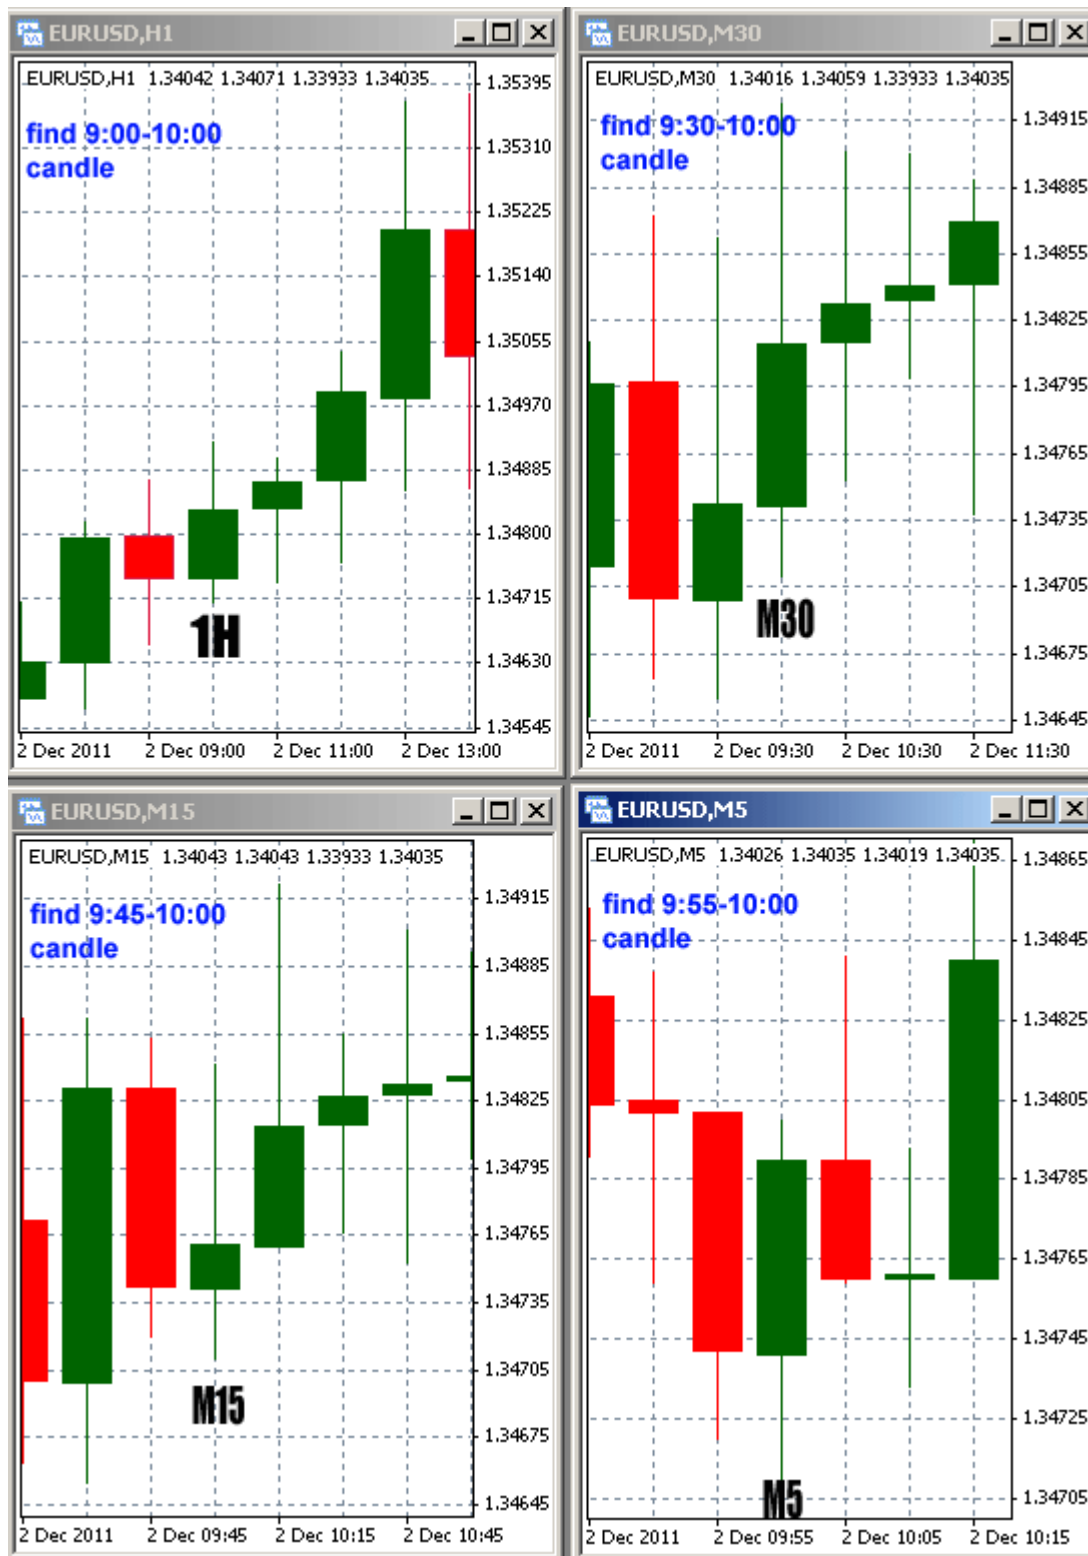 EURUSD,H1
EURUSD,H1 1.34042 1.34071 1.33933 1.34035
find 9:00-10:00
candle
1H
1.35395
1.35310
1.35225
1.35140
1.35055
1.34970
1.34885
1.34800
1.34715
1.34630
1.34545
2 Dec 2011 2 Dec 09:00 2 Dec 11:00 2 Dec 13:00
EURUSD,M30
EURUSD,M30 1.34016 1.34059 1.33933 1.34035
find 9:30-10:00
candle
M30
1.34915
1.34885
1.34855
1.34825
1.34795
1.34765
1.34735
1.34705
1.34675
1.34645
2 Dec 2011 2 Dec 09:30 2 Dec 10:30 2 Dec 11:30
EURUSD,M15
EURUSD,M15 1.34043 1.34043 1.33933 1.34035
find 9:45-10:00
candle
M15
1.34915
1.34885
1.34855
1.34825
1.34795
1.34765
1.34735
1.34705
1.34675
1.34645
2 Dec 2011 2 Dec 09:45 2 Dec 10:15 2 Dec 10:45
EURUSD,M5
EURUSD,M5 1.34026 1.34035 1.34019 1.34035
find 9:55-10:00
candle
M5
1.34865
1.34845
1.34825
1.34805
1.34785
1.34765
1.34745
1.34725
1.34705
2 Dec 2011 2 Dec 09:55 2 Dec 10:05 2 Dec 10:15